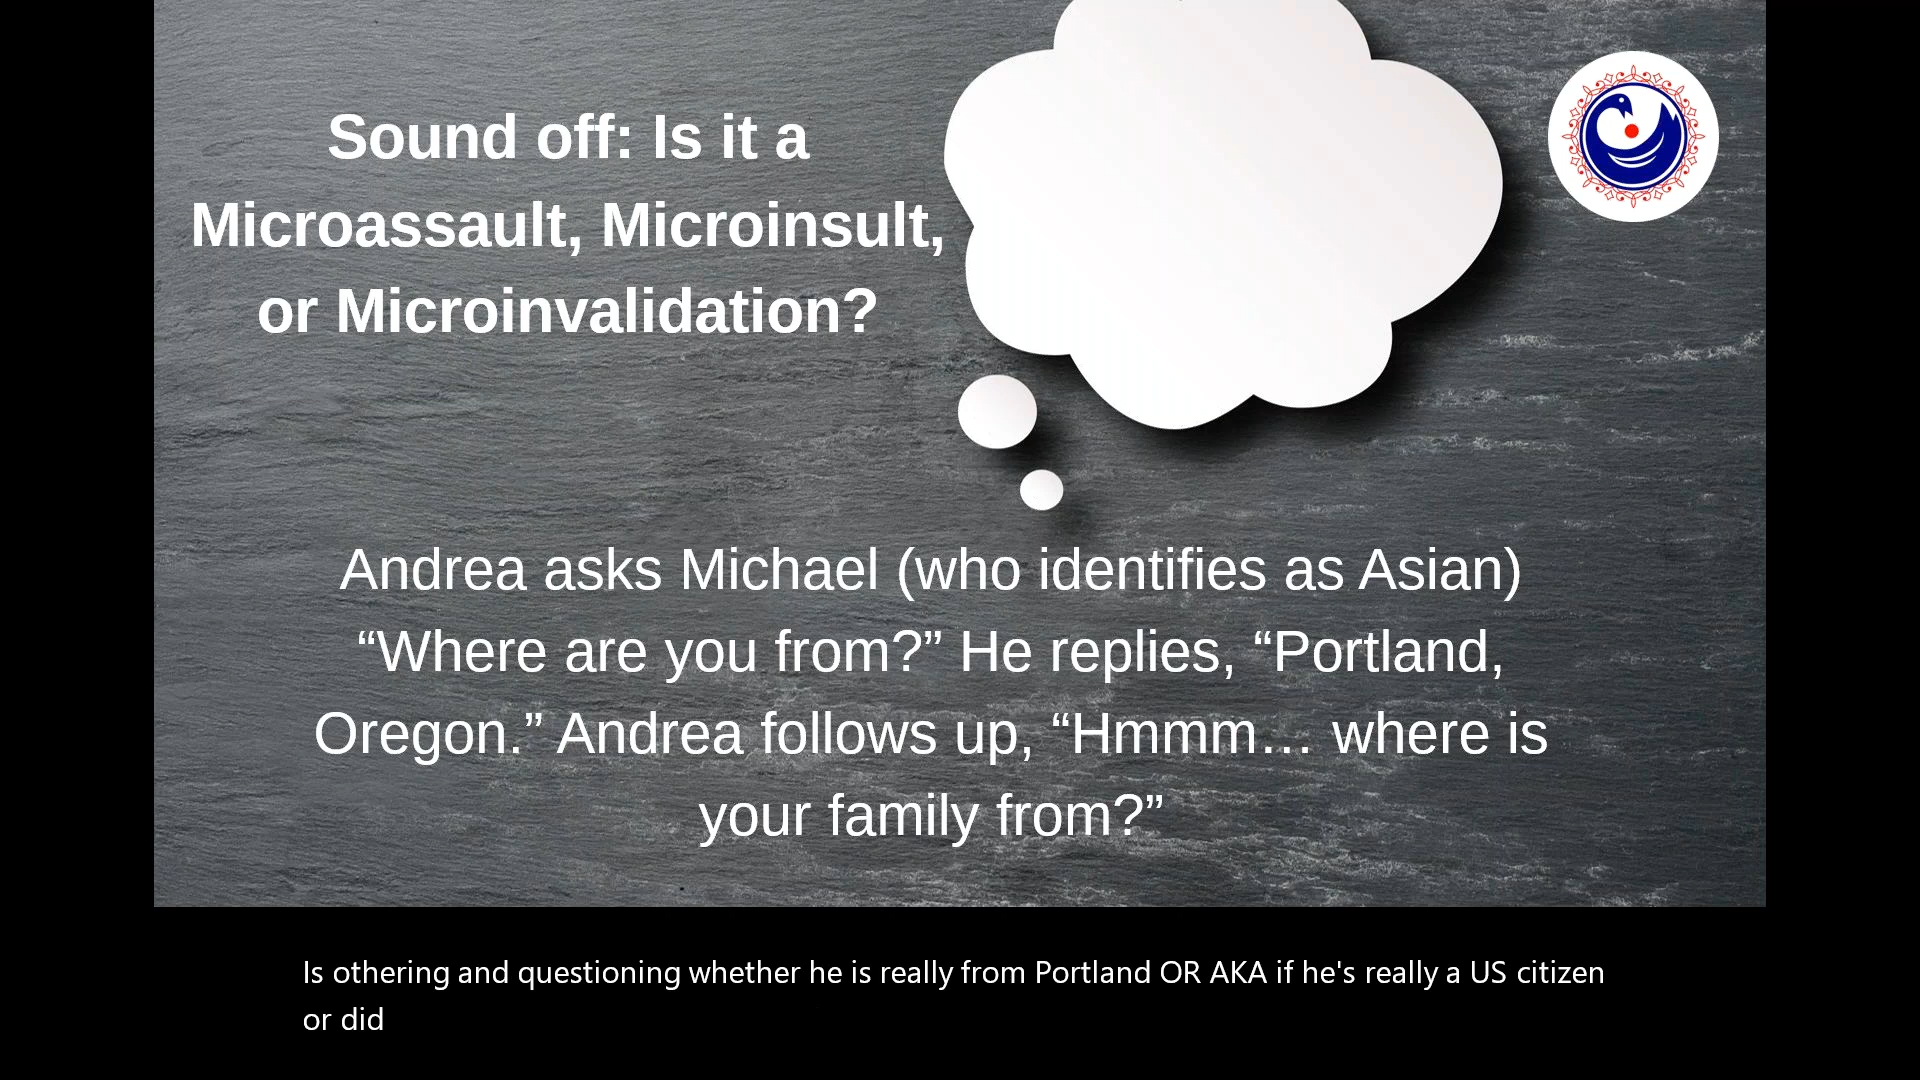 Sound off: Is it a
Microassault, Microinsult,
or Microinvalidation?
Andrea asks Michael (who identifies as Asian)
“Where are you from?” He replies, “Portland,
Oregon.” Andrea follows up, “Hmmm… where is
your family from?”
Is othering and questioning whether he is really from Portland OR AKA if he's really a US citizen
or did